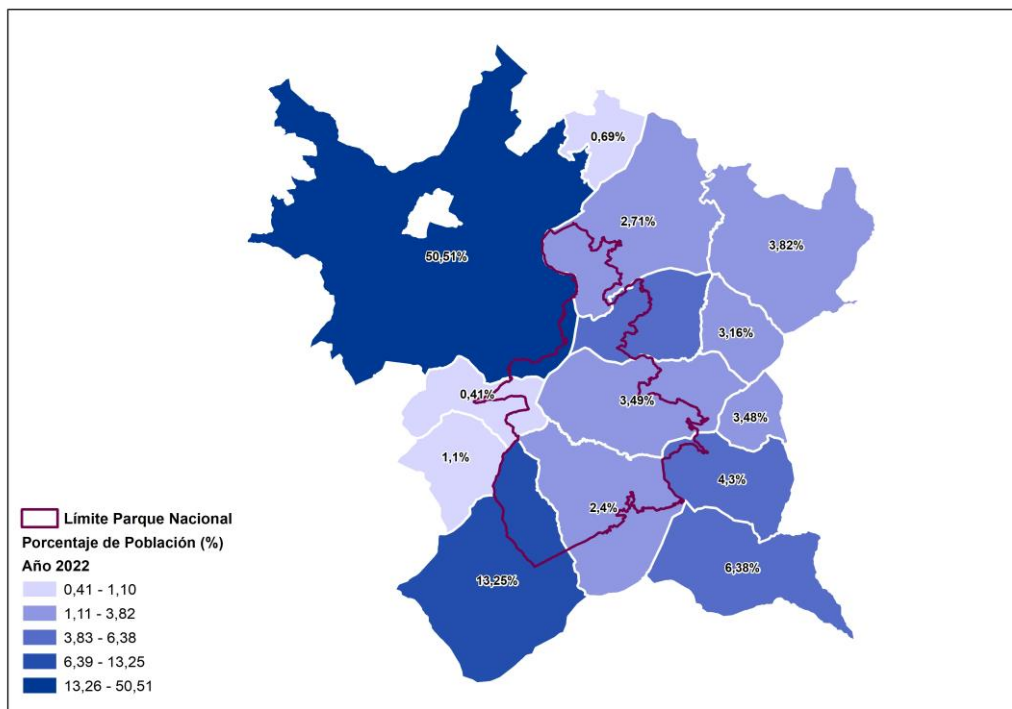 0,69%
2,71%
3,82%
50,51%
3,16%
0,41%
3,49%
3,48%
1,1%
4,3%
2,4%
13,25%
6,38%
Límite Parque Nacional
Porcentaje de Población (%)
Año 2022
0,41 - 1,10
1,11 - 3,82
3,83 - 6,38
6,39 - 13,25
13,26 - 50,51